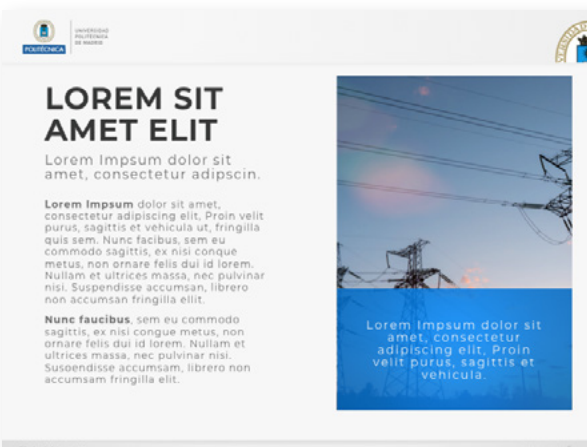 UNIVERSIDAD
POLITÉCNICA
DE MADRID
POLITÉCNICA
LOREM SIT
AMET ELIT
Lorem Impsum dolor sit
amet, consectetur adipscin.
Lorem Impsum dolor sit amet,
consectetur adipiscing elit, Proin velit
purus, sagittis et vehicula ut, fringilla
quis sem. Nunc facibus, sem eu
commodo sagittis, ex nisi conque
metus, non ornare felis dui id lorem.
Nullam et ultrices massa, nec pulvinar
nisi. Suspendisse accumsan, librero
non accumsan fringilla ellit.
Nunc faucibus, sem eu commodo
sagittis, ex nisi congue metus, non
ornare felis dui id lorem. Nullam et
ultrices massa, nec pulvinar nisi.
Susoendisse accumsam, librero non
accumsam fringilla elit.
Lorem Impsum dolor sit
amet, consectetur
adipiscing elit, Proin
velit purus, sagittis et
vehicula.